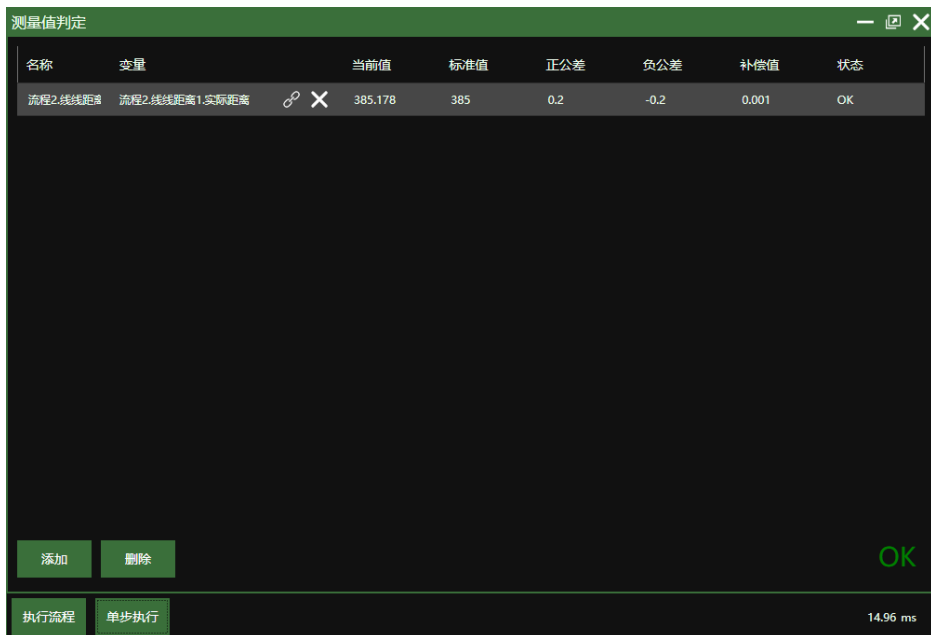 测量值判定
名称 变量 当前值 标准值 正公差 负公差 补偿值 状态
流程2.线线距离 流程2.线线距离1.实际距离 385.178 385 0.2 -0.2 0.001 OK
添加 删除 OK
执行流程 单步执行 14.96 ms